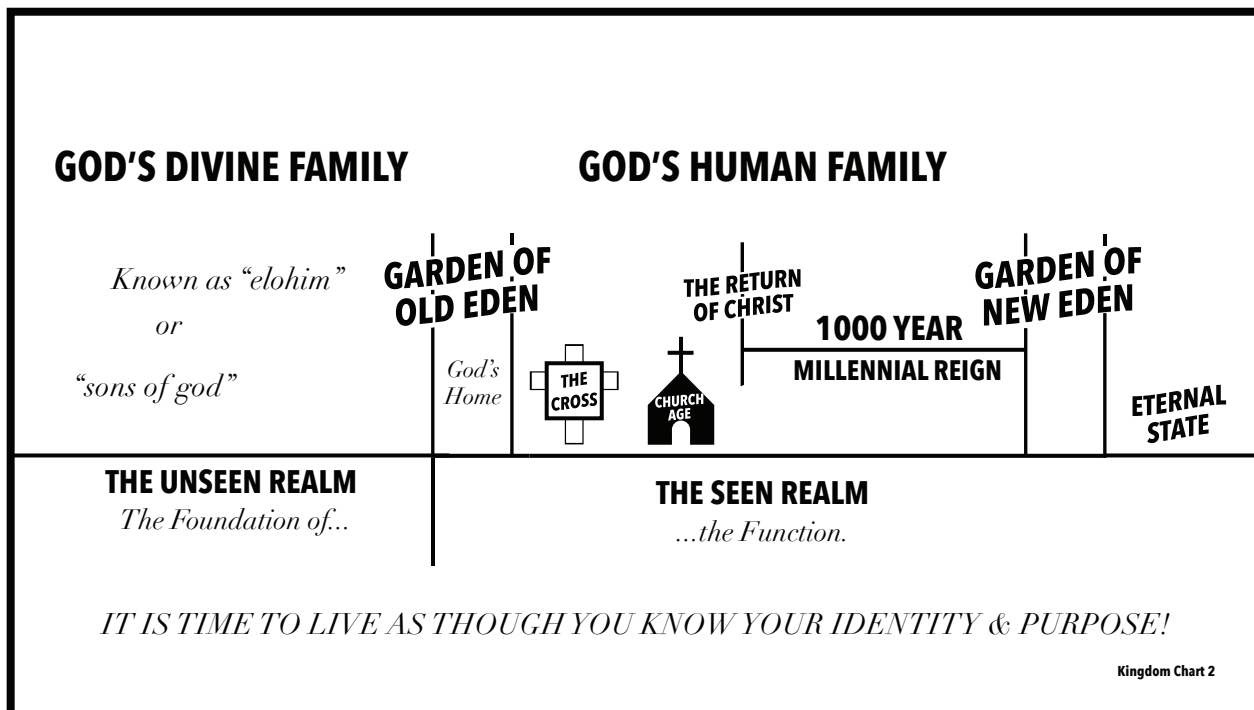 GOD’S DIVINE FAMILY
GOD’S HUMAN FAMILY
Known as “elohim”
or
“sons of god”
GARDEN OF
OLD EDEN
God’s
Home
THE
CROSS
CHURCH
AGE
THE RETURN
OF CHRIST
1000 YEAR
MILLENNIAL REIGN
GARDEN OF
NEW EDEN
ETERNAL
STATE
THE UNSEEN REALM
The Foundation of...
THE SEEN REALM
...the Function.
IT IS TIME TO LIVE AS THOUGH YOU KNOW YOUR IDENTITY & PURPOSE!
Kingdom Chart 2